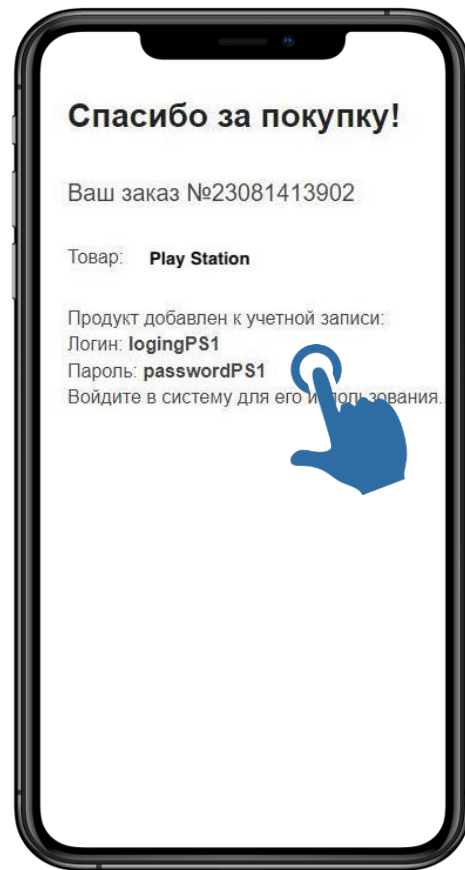 Спасибо за покупку!
Ваш заказ №23081413902
Товар: Play Station
Продукт добавлен к учетной записи:
Логин: logingPS1
Пароль: passwordPS1
Войдите в систему для его использования.